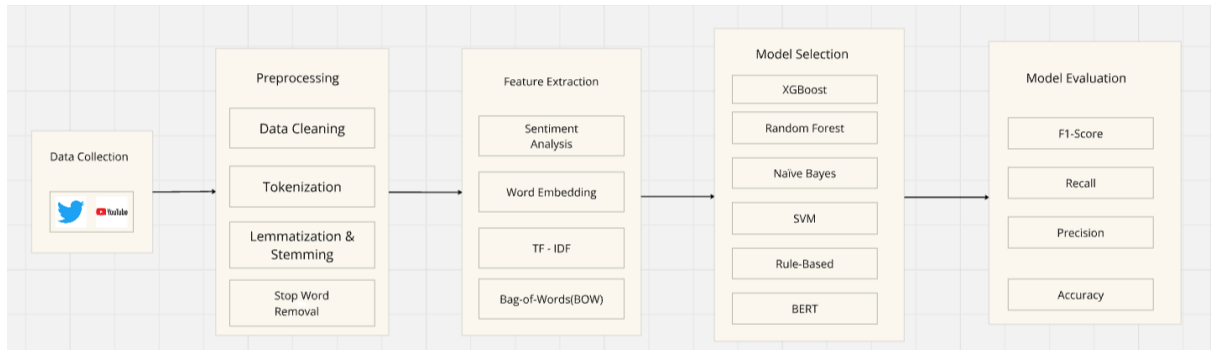 Data Collection
YouTube
Preprocessing
Data Cleaning
Tokenization
Lemmatization &
Stemming
Stop Word
Removal
Feature Extraction
Sentiment
Analysis
Word Embedding
TF - IDF
Bag-of-Words(BOW)
Model Selection
XGBoost
Random Forest
Naïve Bayes
SVM
Rule-Based
BERT
Model Evaluation
F1-Score
Recall
Precision
Accuracy